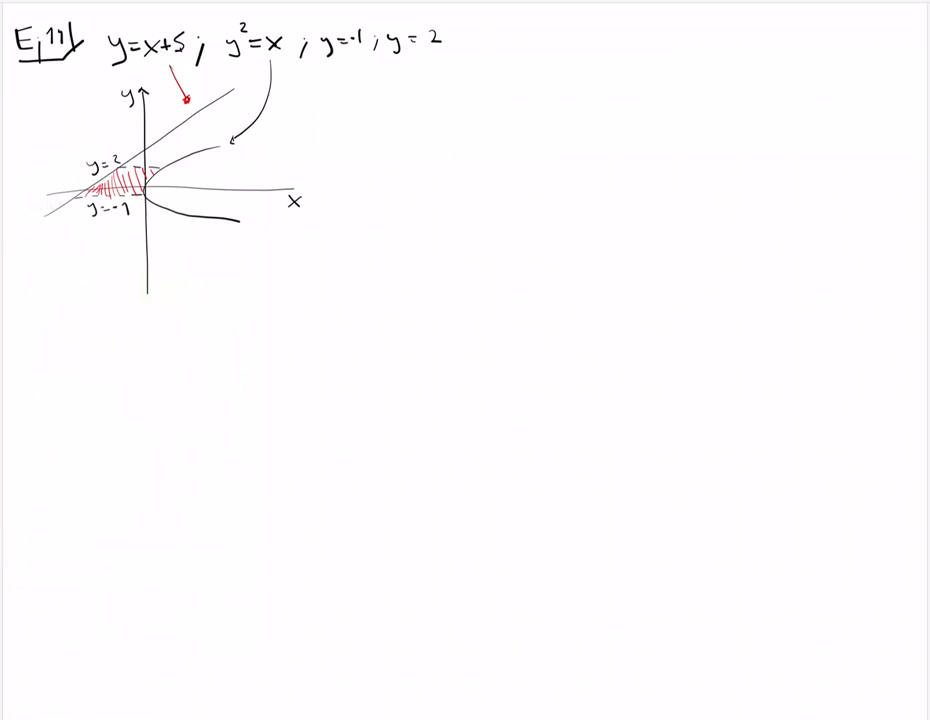 E,11) y=x+5 ; y²=x ; y=-1 ; y=2
y
y=2
y=-1
x